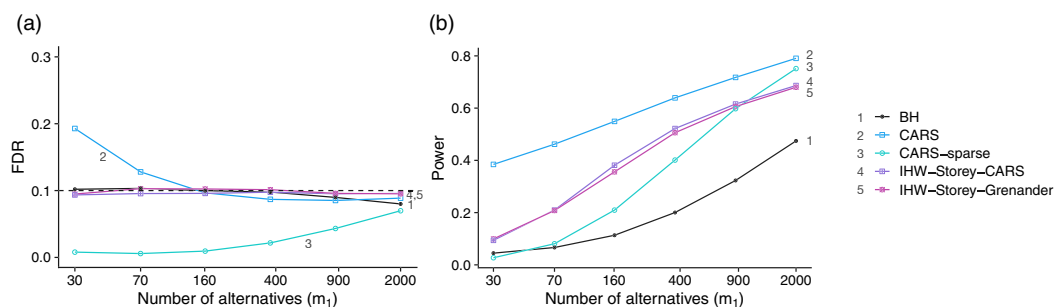 (a)
FDR
0.3
0.2
0.1
0.0
2
3
4,5
1
30 70 160 400 900 2000
Number of alternatives (m1)
(b)
Power
0.8
0.6
0.4
0.2
0.0
2
3
4
5
1
30 70 160 400 900 2000
Number of alternatives (m1)
1 BH
2 CARS
3 CARS−sparse
4 IHW−Storey−CARS
5 IHW−Storey−Grenander